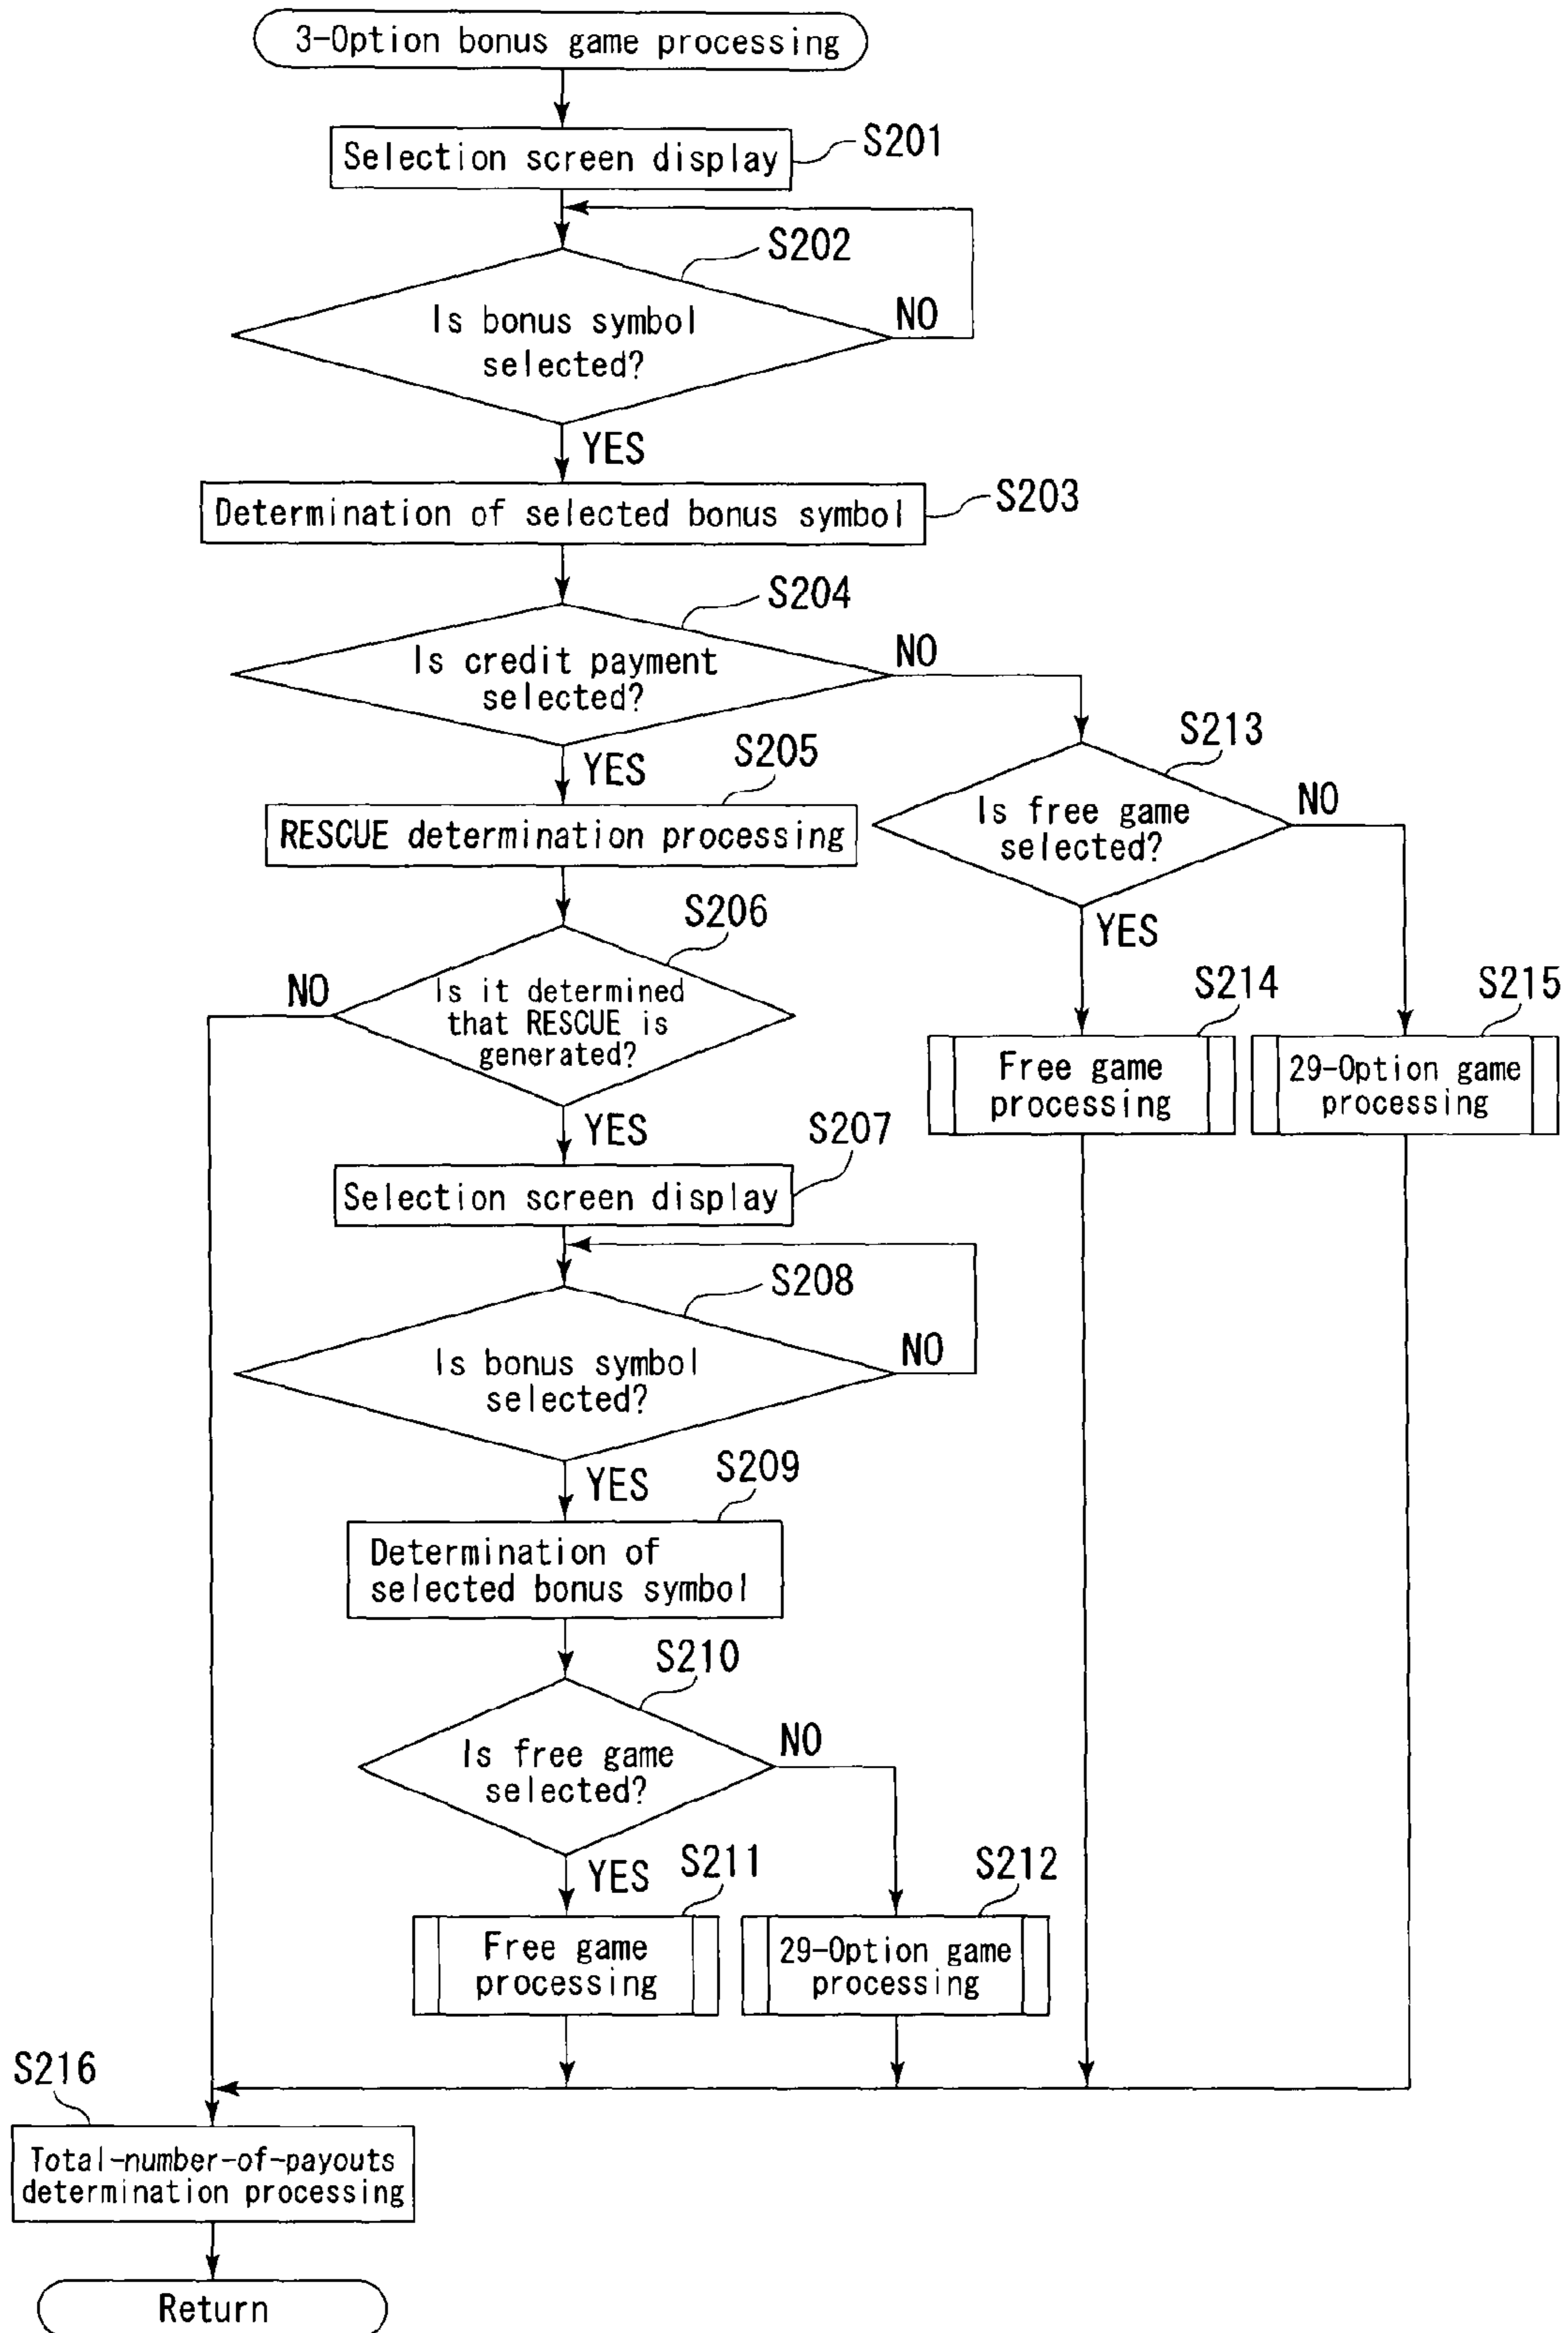 3-Option bonus game processing
S201
Selection screen display
S202
Is bonus symbol
selected?
NO
YES
S203
Determination of selected bonus symbol
S204
Is credit payment
selected?
NO
YES
S205
RESCUE determination processing
S213
Is free game
selected?
NO
YES
S206
Is it determined
that RESCUE is
generated?
NO
YES
S214
Free game
processing
S215
29-Option game
processing
S207
Selection screen display
S208
Is bonus symbol
selected?
NO
YES
S209
Determination of
selected bonus symbol
S210
Is free game
selected?
NO
YES
S211
Free game
processing
S212
29-Option game
processing
S216
Total-number-of-payouts
determination processing
Return